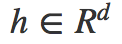 h ∈ R^d